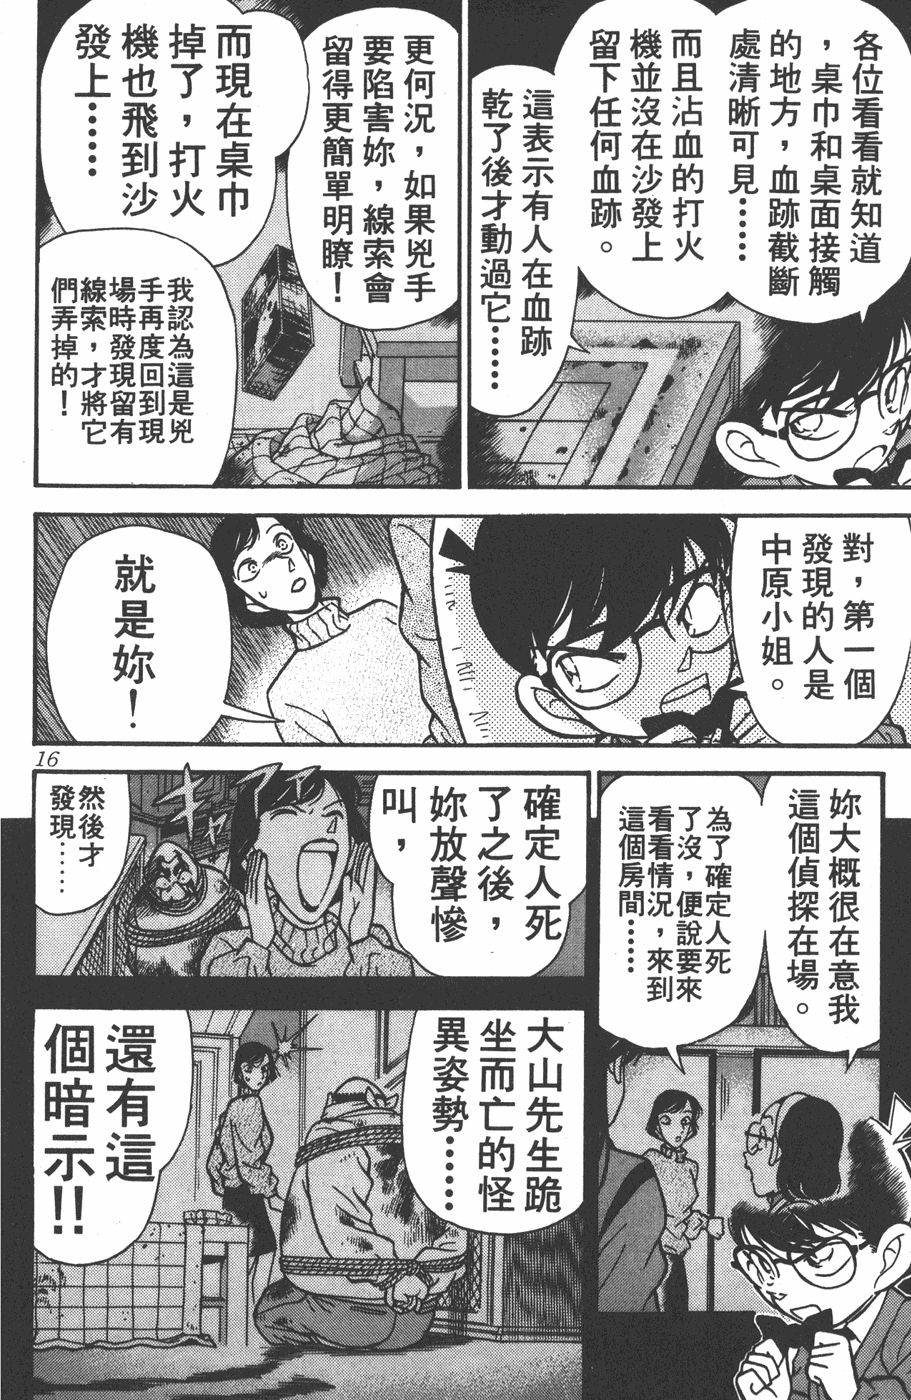 各位看看就知道
，桌巾和桌面接觸
的地方，血跡截斷
處清晰可見……
而且沾血的打火
機並沒在沙發上
留下任何血跡。
這表示有人在血跡
乾了後才動過它……
更何況，如果兇手
要陷害妳，線索會
留得更簡單明瞭！
而現在桌巾
掉了，打火
機也飛到沙
發上……
我認為這是兇
手再度回到現
場時發現留有
線索，才將它
們弄掉的！
對，第一個
發現的人是
中原小姐。
就是妳！
16
妳大概很在意我
這個偵探在場。
為了確定人死
了沒，便說要來
看看情況，來到
這個房間……
確定人死
了之後，
妳放聲慘
叫，
キァァァ
然後才
發現……
大山先生跪
坐而亡的怪
異姿勢……
還有這
個暗示!!